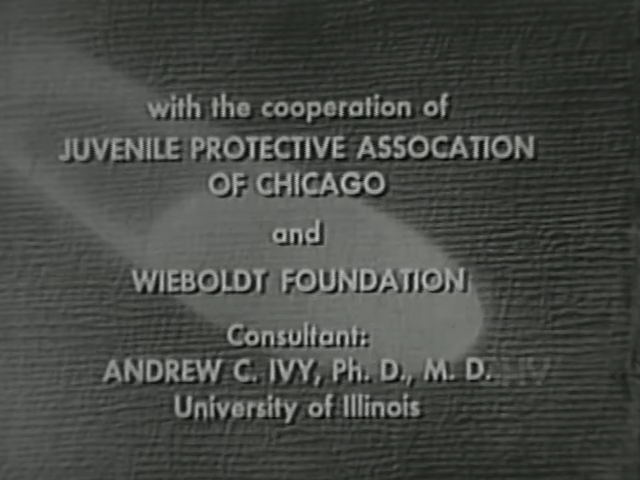 with the cooperation of
JUVENILE PROTECTIVE ASSOCATION
OF CHICAGO
and
WIEBOLDT FOUNDATION
Consultant:
ANDREW C. IVY, Ph. D., M. D.
University of Illinois